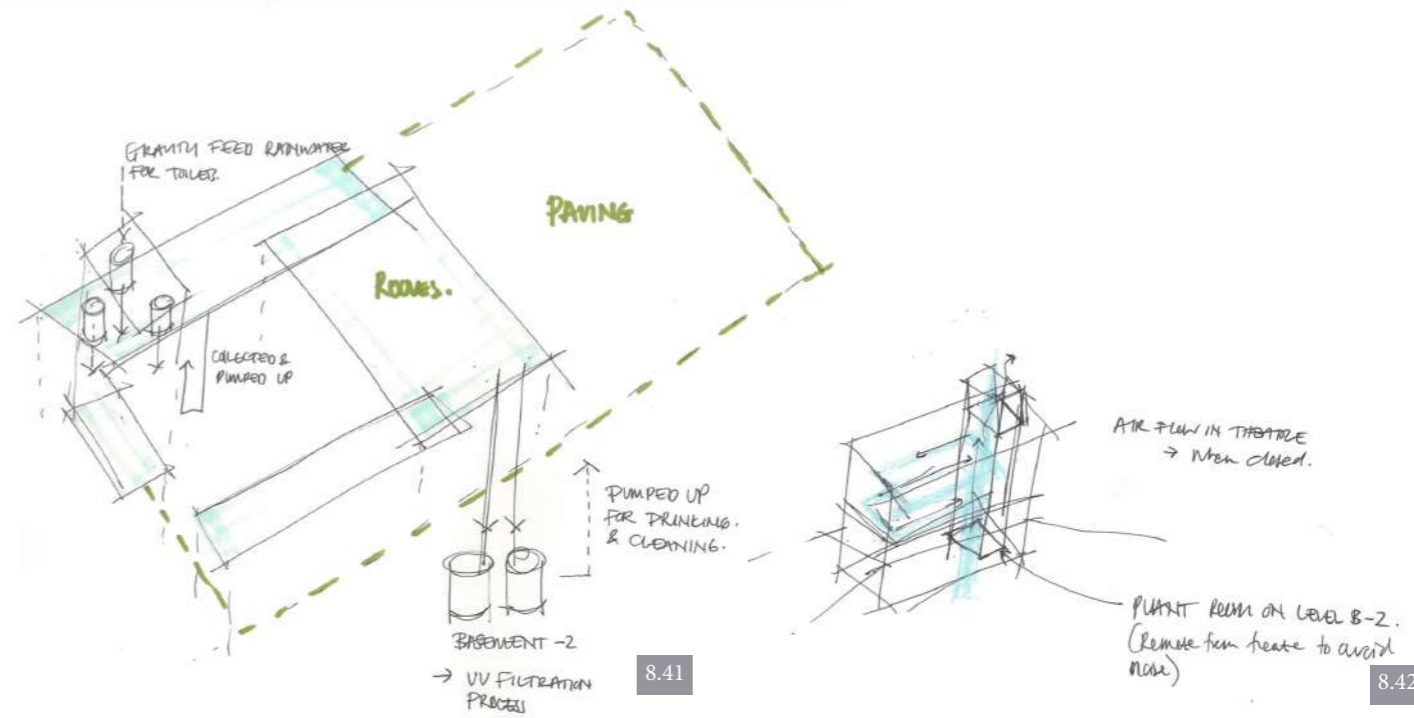 GRAVITY FEED RAINWATER
FOR TOILETS.
PAVING
ROOVES.
COLLECTED &
PUMPED UP
PUMPED UP
FOR DRINKING.
& CLEANING.
BASEMENT -2
→ UV FILTRATION
PROCESS
8.41
AIR FLOW IN THEATRE
→ When closed.
PLANT ROOM ON LEVEL B-2.
(Remote from theatre to avoid
noise)
8.42